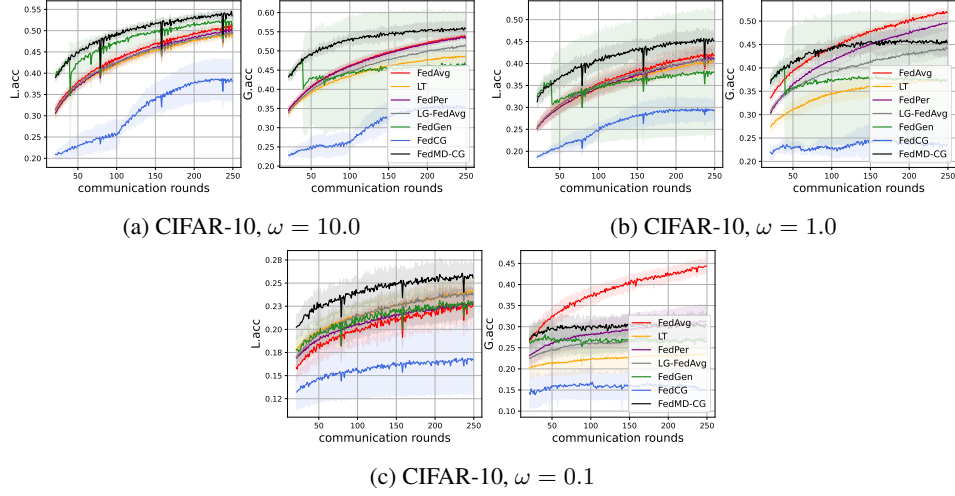 0.55
0.50
0.45
0.40
0.35
0.30
0.25
0.20
L.acc
50 100 150 200 250
communication rounds
0.60
0.55
0.50
0.45
0.40
0.35
0.30
0.25
0.20
G.acc
50 100 150 200 250
communication rounds
FedAvg
LT
FedPer
LG-FedAvg
FedGen
FedCG
FedMD-CG
(a) CIFAR-10, ω = 10.0
0.50
0.45
0.40
0.35
0.30
0.25
0.20
L.acc
50 100 150 200 250
communication rounds
0.50
0.45
0.40
0.35
0.30
0.25
0.20
G.acc
50 100 150 200 250
communication rounds
FedAvg
LT
FedPer
LG-FedAvg
FedGen
FedCG
FedMD-CG
(b) CIFAR-10, ω = 1.0
0.28
0.25
0.23
0.20
0.18
0.15
0.12
L.acc
50 100 150 200 250
communication rounds
0.45
0.40
0.35
0.30
0.25
0.20
0.15
0.10
G.acc
50 100 150 200 250
communication rounds
FedAvg
LT
FedPer
LG-FedAvg
FedGen
FedCG
FedMD-CG
(c) CIFAR-10, ω = 0.1